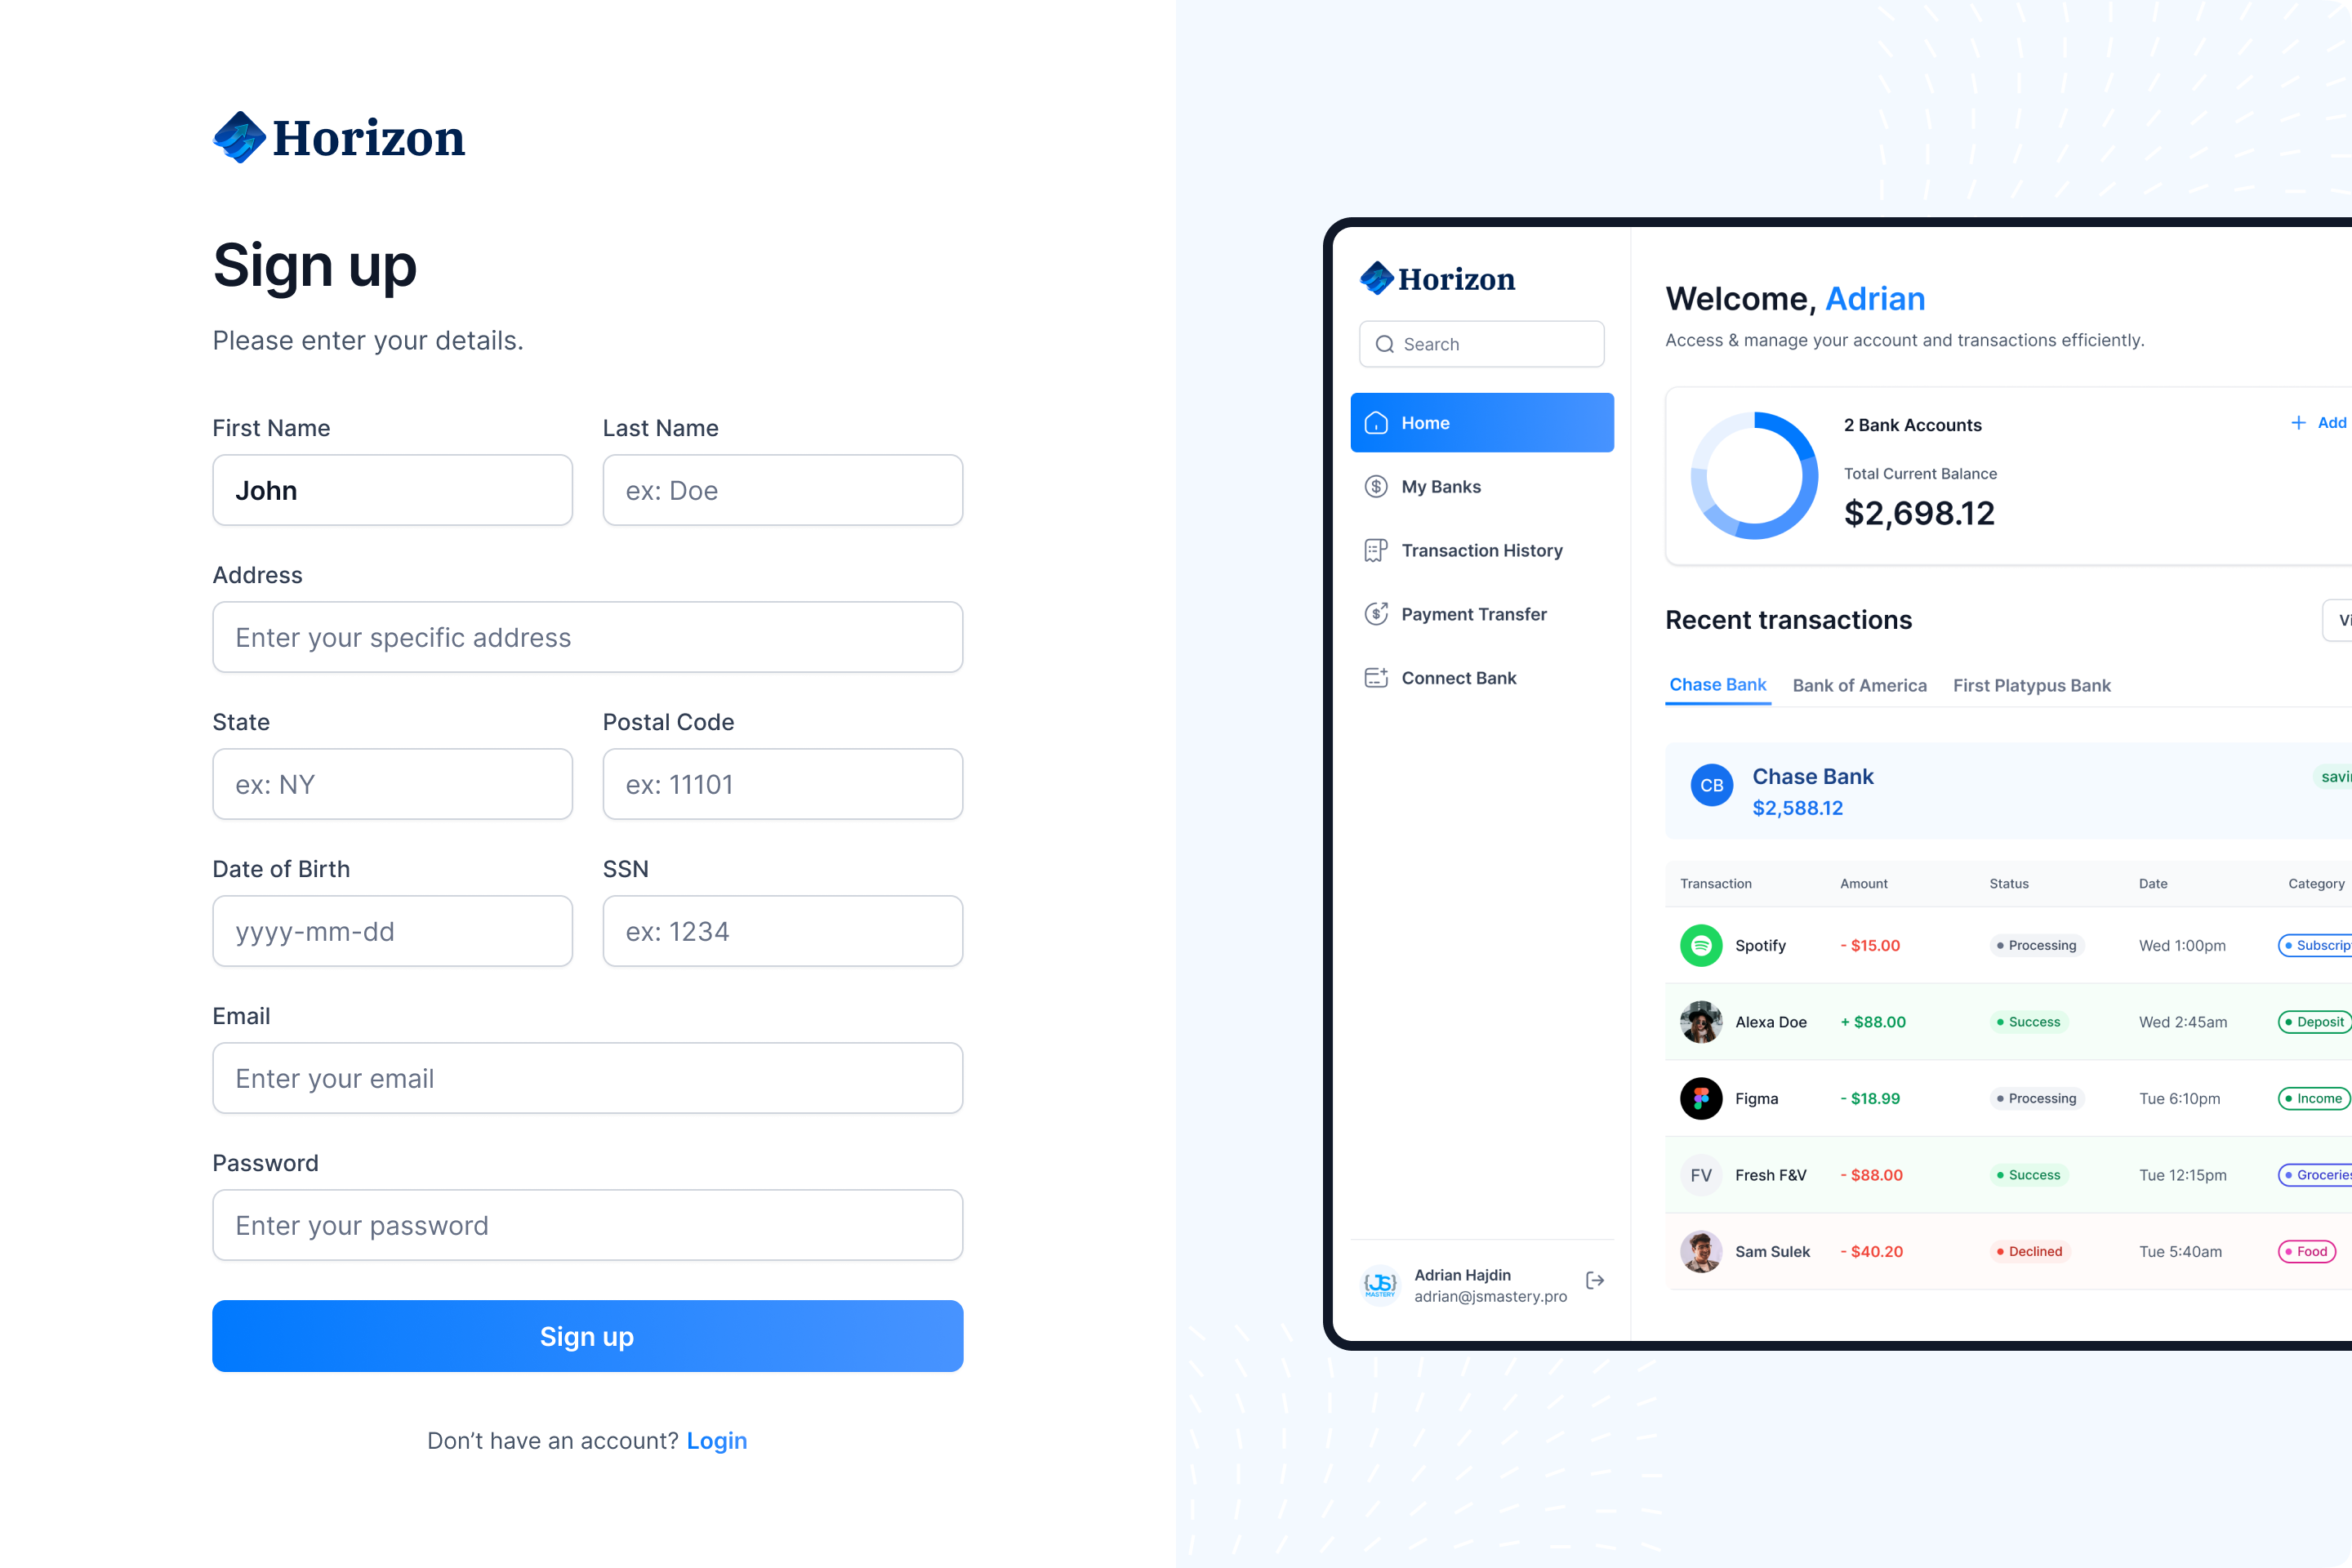 Horizon
Sign up
Please enter your details.
First Name
Last Name
John
ex: Doe
Address
Enter your specific address
State
Postal Code
ex: NY
ex: 11101
Date of Birth
SSN
yyyy-mm-dd
ex: 1234
Email
Enter your email
Password
Enter your password
Sign up
Don’t have an account? Login
Horizon
Search
Home
My Banks
Transaction History
Payment Transfer
Connect Bank
JS
MASTERY
Adrian Hajdin
adrian@jsmastery.pro
Welcome, Adrian
Access & manage your account and transactions efficiently.
2 Bank Accounts
Add
Total Current Balance
$2,698.12
Recent transactions
Chase Bank
Bank of America
First Platypus Bank
CB
Chase Bank
$2,588.12
Transaction Amount Status Date Category
Spotify - $15.00 Processing Wed 1:00pm
Alexa Doe + $88.00 Success Wed 2:45am Deposit
Figma - $18.99 Processing Tue 6:10pm Income
FV Fresh F&V - $88.00 Success Tue 12:15pm Groceries
Sam Sulek - $40.20 Declined Tue 5:40am Food